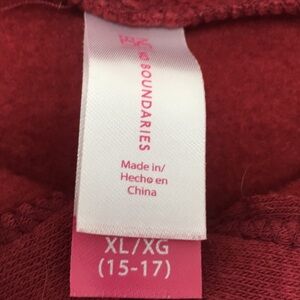 BOUNDARIES
Made in/
Hecho en
China
XL/XG
(15-17)